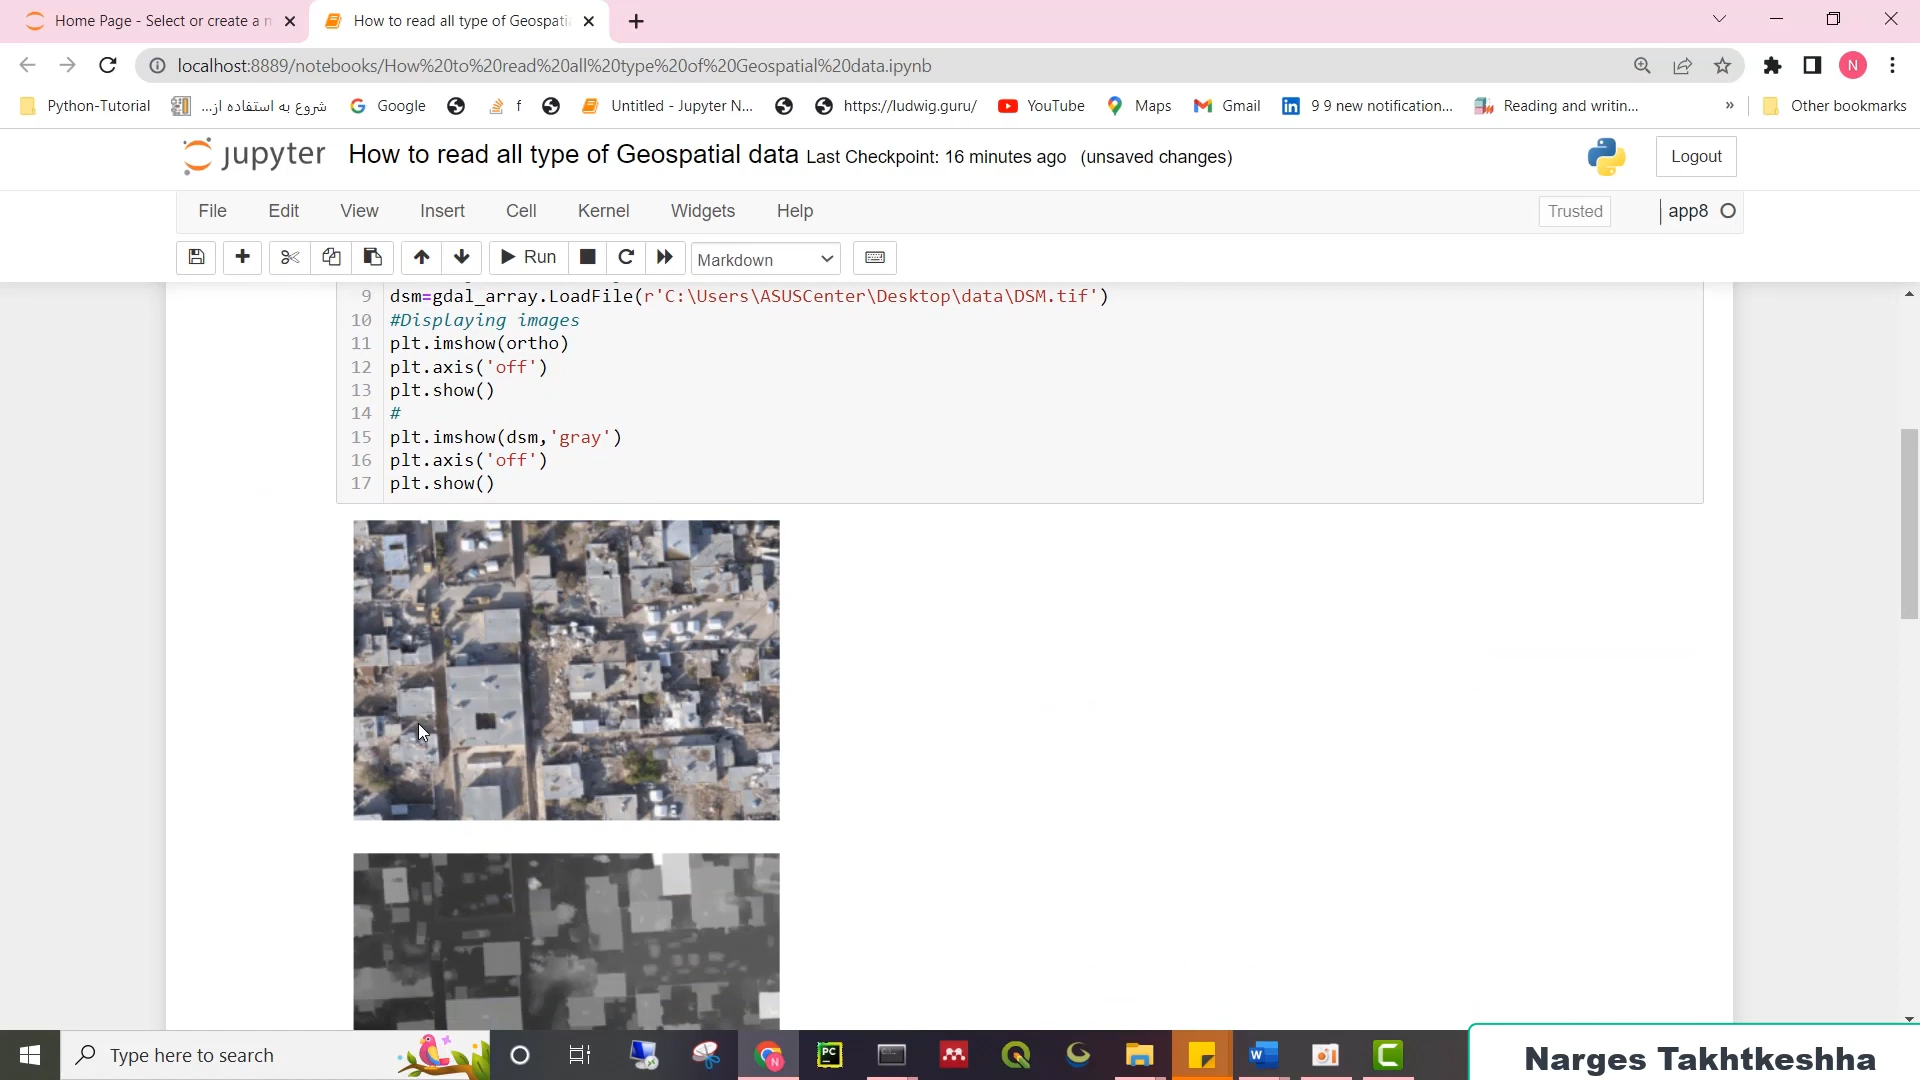 Home Page - Select or create a n
How to read all type of Geospati
localhost:8889/notebooks/How%20to%20read%20all%20type%20of%20Geospatial%20data.ipynb
Python-Tutorial
شروع به استفاده از...
Google
f
Untitled - Jupyter N...
https://ludwig.guru/
YouTube
Maps
Gmail
9 9 new notification...
Reading and writin...
»
Other bookmarks
N
jupyter How to read all type of Geospatial data Last Checkpoint: 16 minutes ago (unsaved changes)
Logout
File Edit View Insert Cell Kernel Widgets Help
Trusted
app8
Run
Markdown
9 dsm=gdal_array.LoadFile(r'C:\Users\ASUSCenter\Desktop\data\DSM.tif')
10 #Displaying images
11 plt.imshow(ortho)
12 plt.axis('off')
13 plt.show()
14 #
15 plt.imshow(dsm,'gray')
16 plt.axis('off')
17 plt.show()
Type here to search
PC
Narges Takhtkeshha